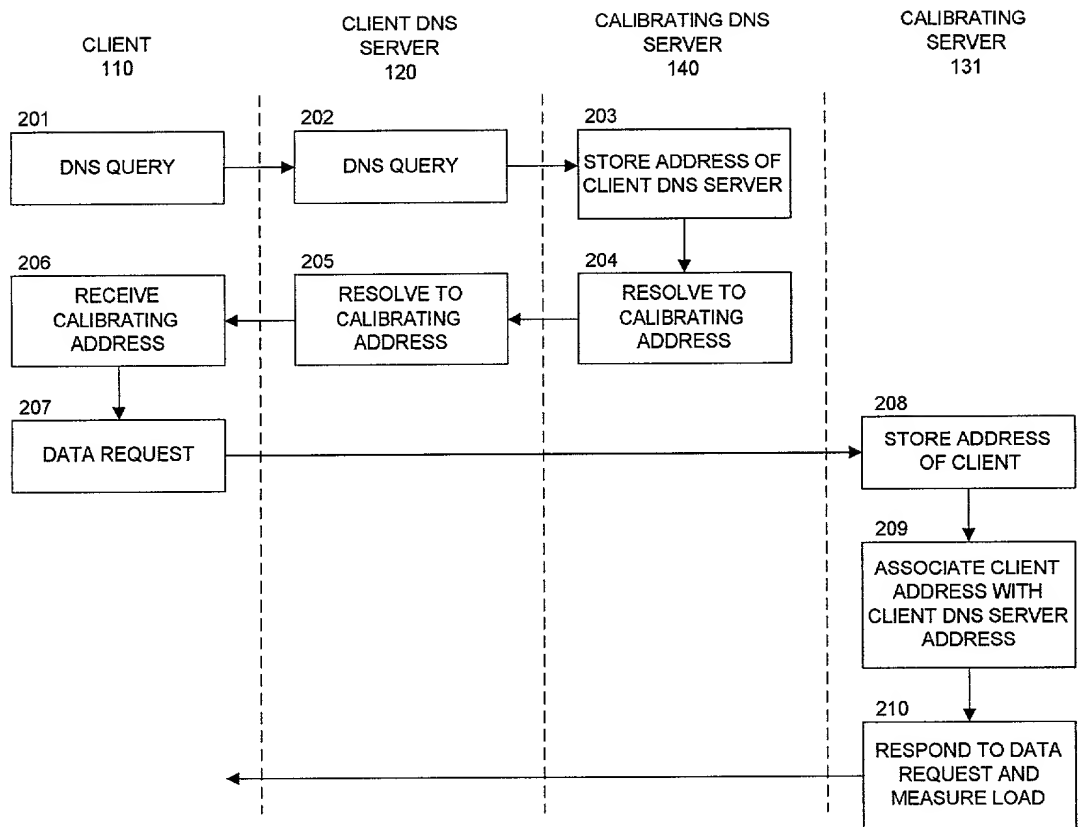 CLIENT
110
CLIENT DNS
SERVER
120
CALIBRATING DNS
SERVER
140
CALIBRATING
SERVER
131
201
DNS QUERY
202
DNS QUERY
203
STORE ADDRESS OF
CLIENT DNS SERVER
206
RECEIVE
CALIBRATING
ADDRESS
205
RESOLVE TO
CALIBRATING
ADDRESS
204
RESOLVE TO
CALIBRATING
ADDRESS
207
DATA REQUEST
208
STORE ADDRESS
OF CLIENT
209
ASSOCIATE CLIENT
ADDRESS WITH
CLIENT DNS SERVER
ADDRESS
210
RESPOND TO DATA
REQUEST AND
MEASURE LOAD